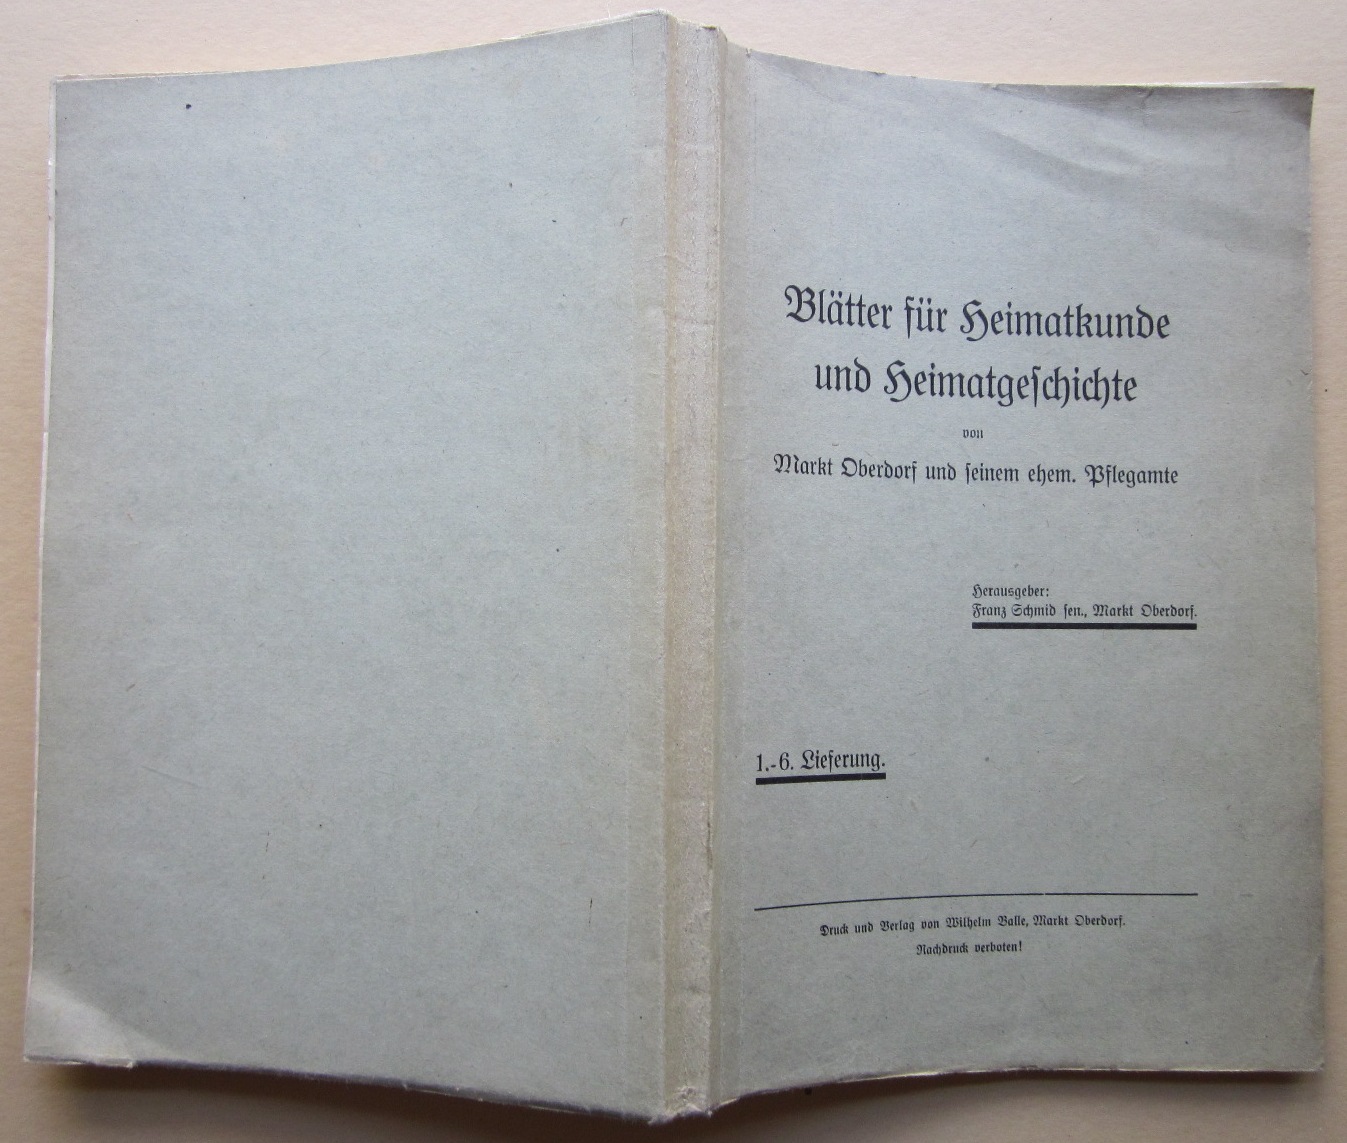 Blätter für Heimatkunde
und Heimatgeſchichte
von
Markt Oberdorf und ſeinem ehem. Pflegamte
Herausgeber:
Franz Schmid ſen., Markt Oberdorf.
1.-6. Lieferung.
Druck und Verlag von Wilhelm Balle, Markt Oberdorf.
Nachdruck verboten!